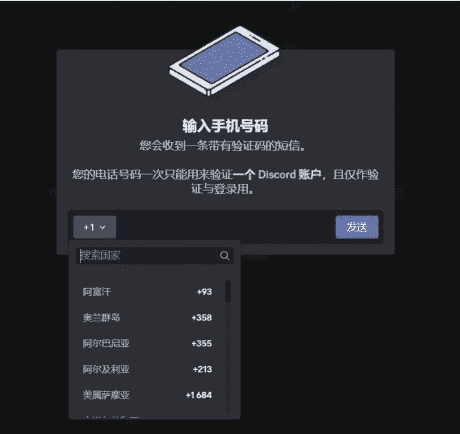 输入手机号码
您会收到一条带有验证码的短信。
您的电话号码一次只能用来验证一个 Discord 账户，且仅作验
证与登录用。
+1
发送
搜索国家
阿富汗 +93
奥兰群岛 +358
阿尔巴尼亚 +355
阿尔及利亚 +213
美属萨摩亚 +1 684